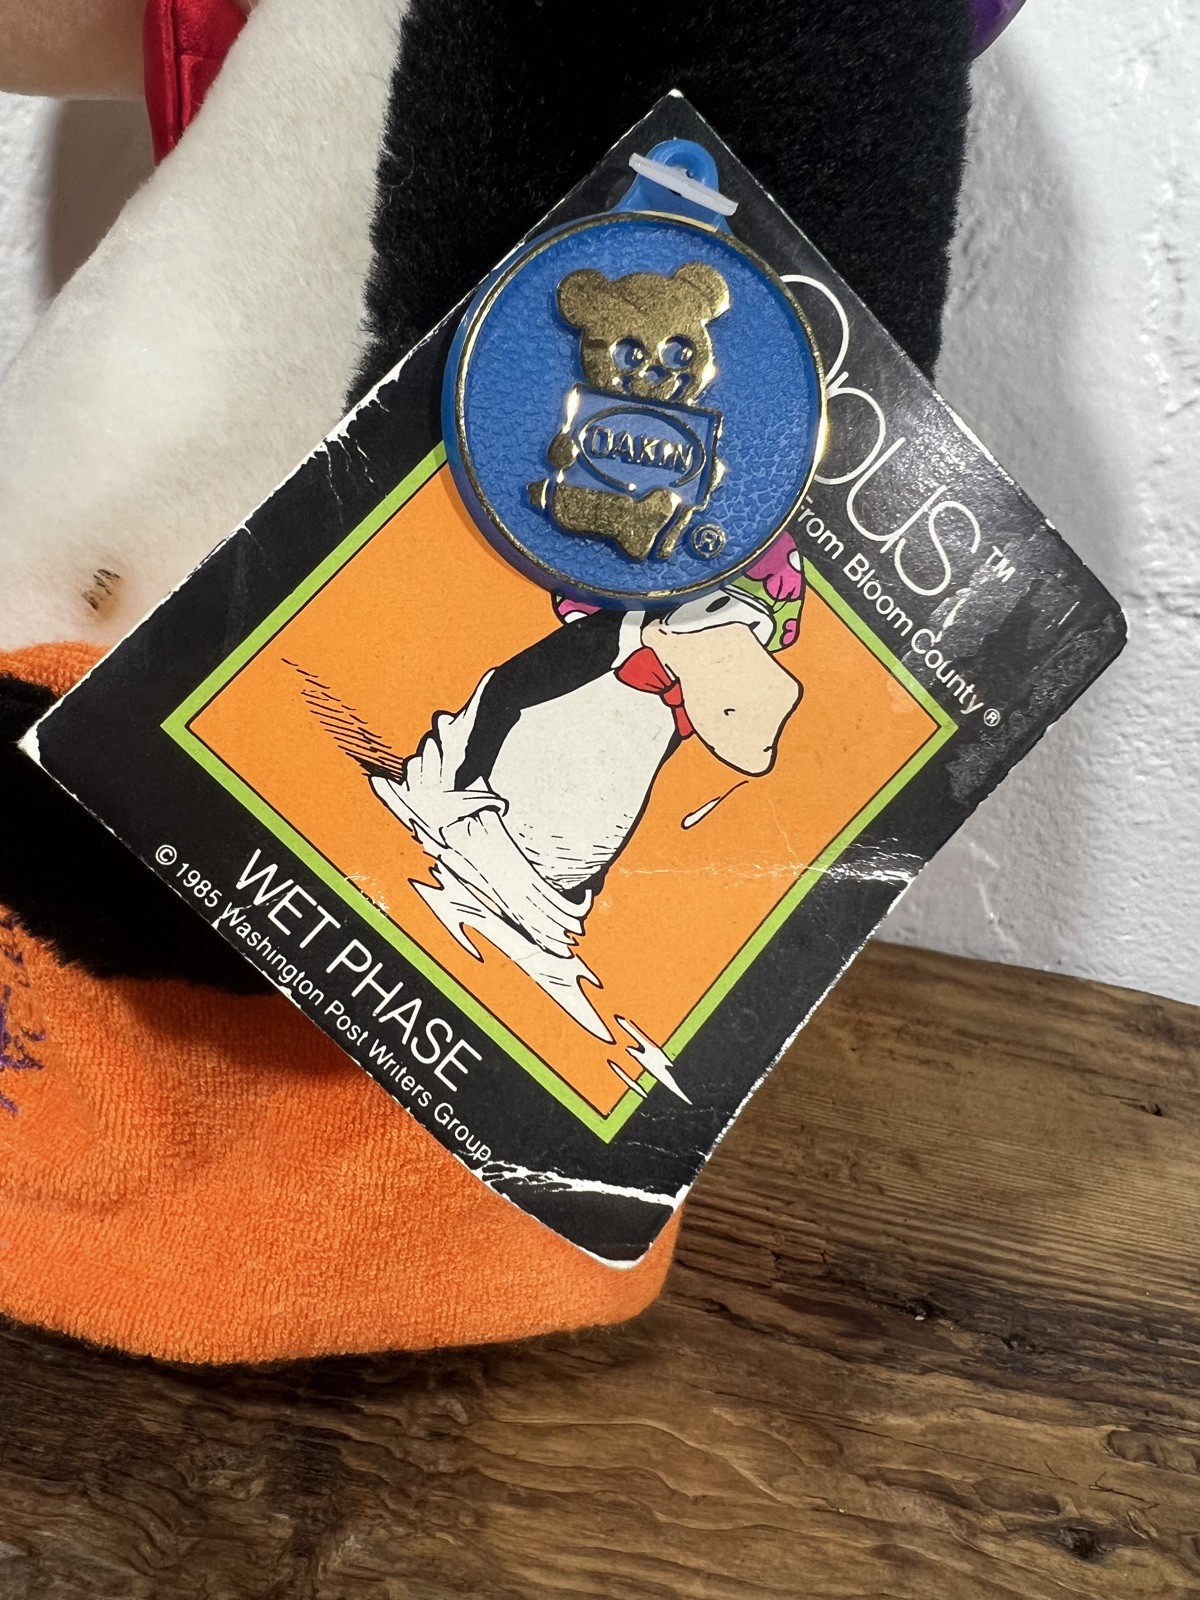 DAKIN
®
Opus™
From Bloom County®
WET PHASE
© 1985 Washington Post Writers Group